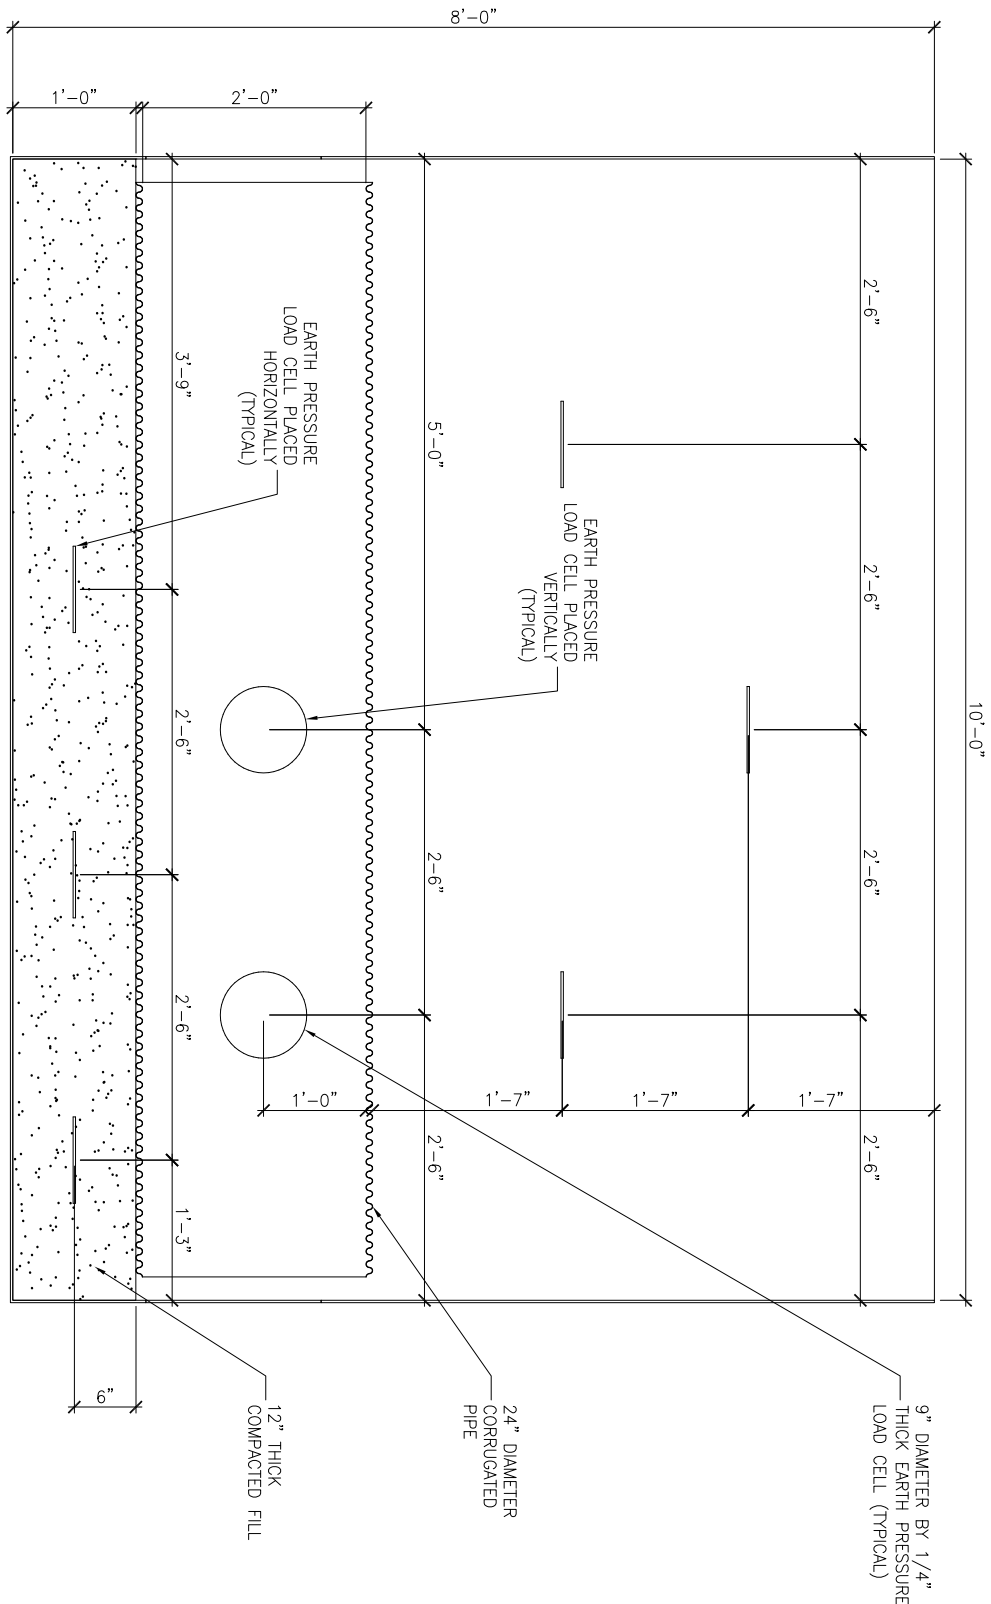 8'-0"
1'-0"
2'-0"
10'-0"
2'-6"
2'-6"
2'-6"
2'-6"
5'-0"
2-6"
2'-6"
3'-9"
2'-6"
2'-6"
1'-3"
1'-0"
1'-7"
1'-7"
1'-7"
6"
EARTH PRESSURE
LOAD CELL PLACED
HORIZONTALLY
(TYPICAL)
EARTH PRESSURE
LOAD CELL PLACED
VERTICALLY
(TYPICAL)
9" DIAMETER BY 1/4"
THICK EARTH PRESSURE
LOAD CELL (TYPICAL)
24" DIAMETER
CORRUGATED
PIPE
12" THICK
COMPACTED FILL